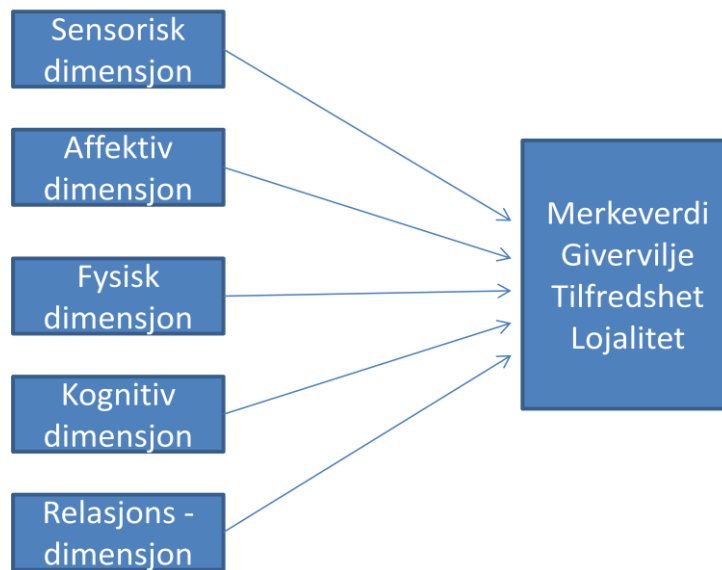 Sensorisk
dimensjon
Affektiv
dimensjon
Fysisk
dimensjon
Kognitiv
dimensjon
Relasjons -
dimensjon
Merkeverdi
Givervilje
Tilfredshet
Lojalitet